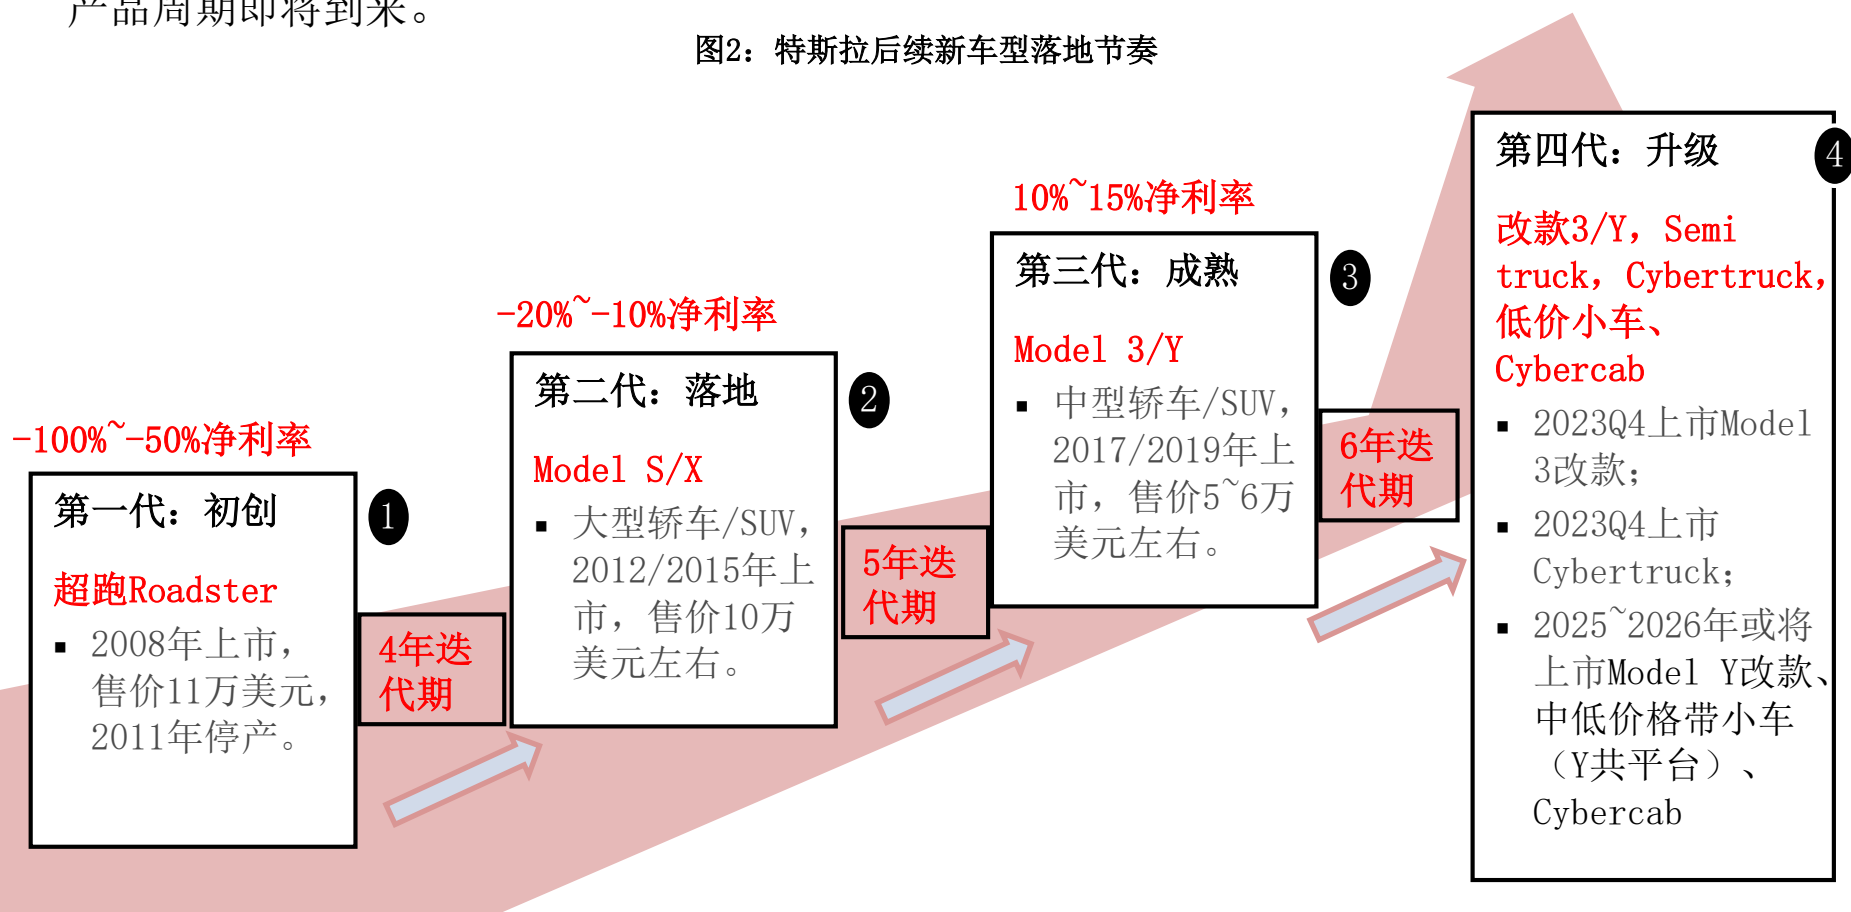 产品周期即将到来。
图2：特斯拉后续新车型落地节奏
-100%~-50%净利率
第一代：初创
1
超跑Roadster
▪ 2008年上市，
售价11万美元，
2011年停产。
4年迭
代期
-20%~-10%净利率
第二代：落地
2
Model S/X
▪ 大型轿车/SUV，
2012/2015年上
市，售价10万
美元左右。
5年迭
代期
10%~15%净利率
第三代：成熟
3
Model 3/Y
▪ 中型轿车/SUV，
2017/2019年上
市，售价5~6万
美元左右。
6年迭
代期
第四代：升级
4
改款3/Y，Semi
truck，Cybertruck，
低价小车、
Cybercab
▪ 2023Q4上市Model
3改款；
▪ 2023Q4上市
Cybertruck；
▪ 2025~2026年或将
上市Model Y改款、
中低价格带小车
（Y共平台）、
Cybercab